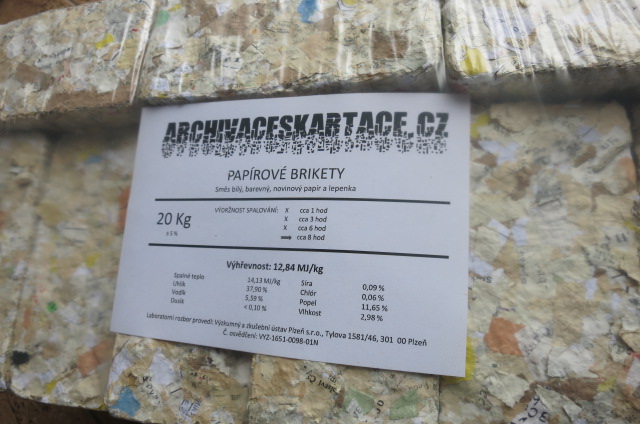 ARCHIVACESKARTACE.CZ
PAPÍROVÉ BRIKETY
Směs bílý, barevný, novinový papír a lepenka
20 Kg
± 5 %
VÝDRŽNOST SPALOVÁNÍ: X cca 1 hod
X cca 3 hod
X cca 6 hod
cca 8 hod
Výhřevnost: 12,84 MJ/kg
Spalné teplo 14,13 MJ/kg Síra 0,09 %
Uhlík 37,90 % Chlór 0,06 %
Vodík 5,59 % Popel 11,65 %
Dusík < 0,10 % Vlhkost 2,98 %
Laboratorní rozbor provedl: Výzkumný a zkušební ústav Plzeň s.r.o., Tylova 1581/46, 301 00 Plzeň
Č. osvědčení: VYZ-1651-0098-01N